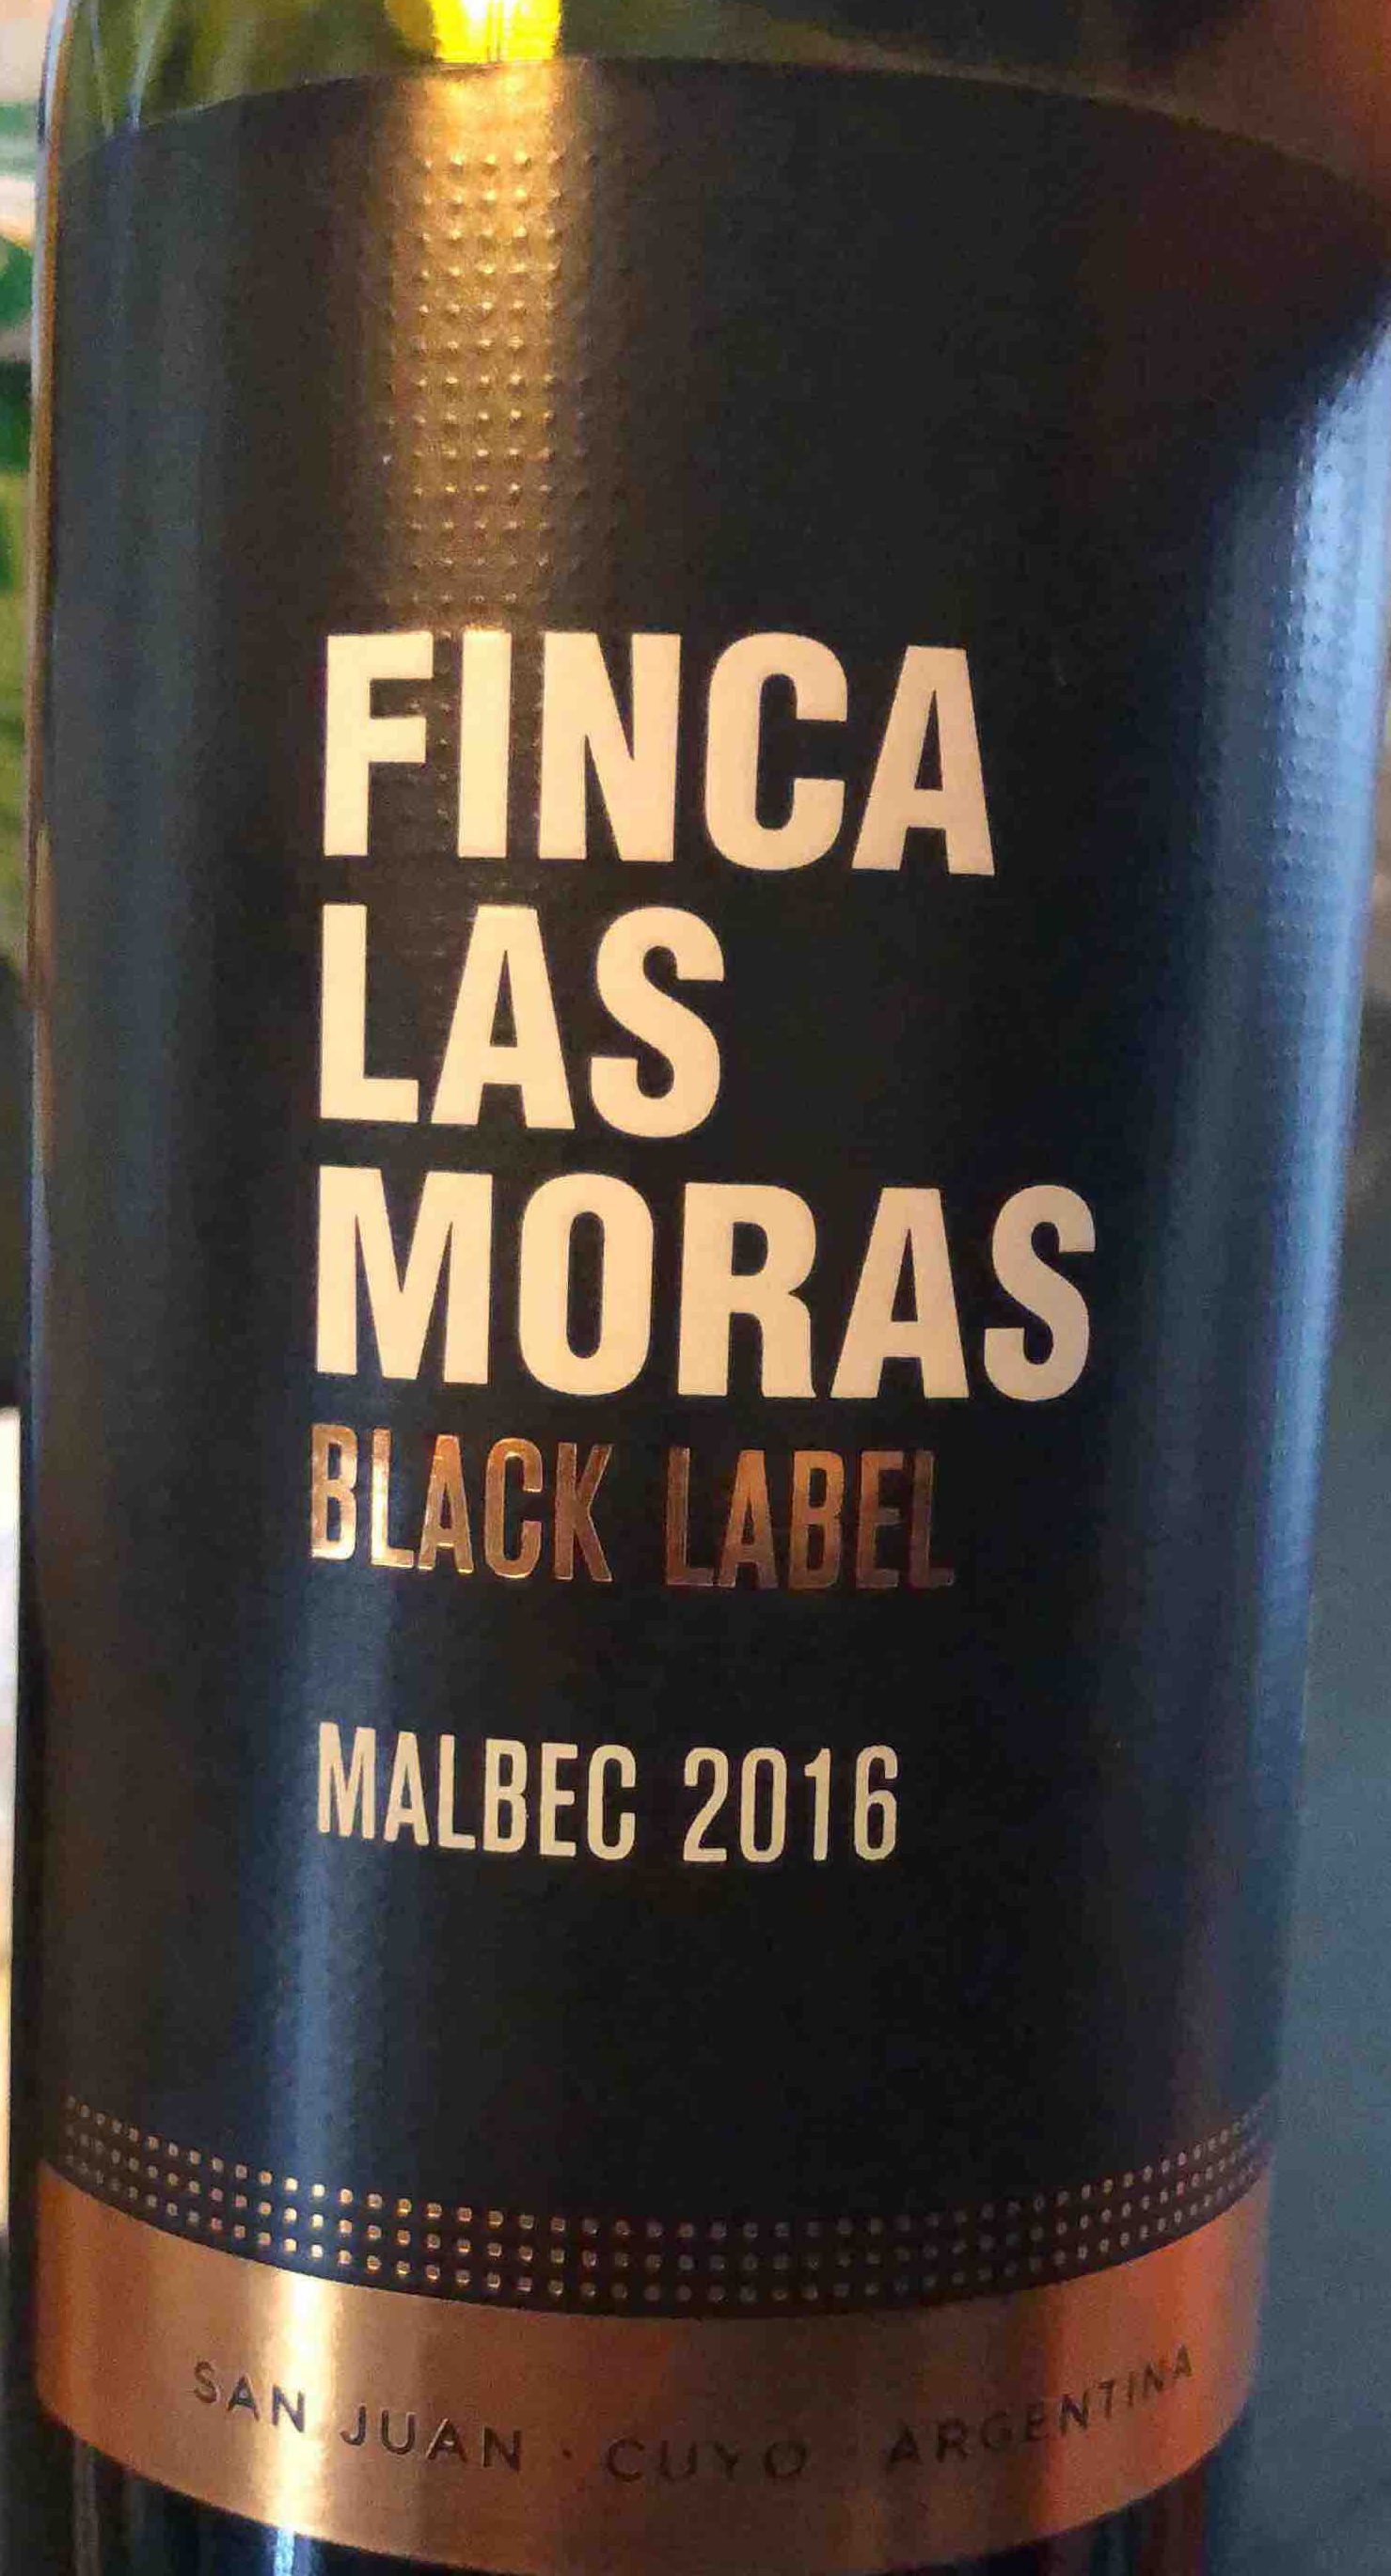 FINCA
LAS
MORAS
BLACK LABEL
MALBEC 2016
SAN JUAN · CUYO · ARGENTINA